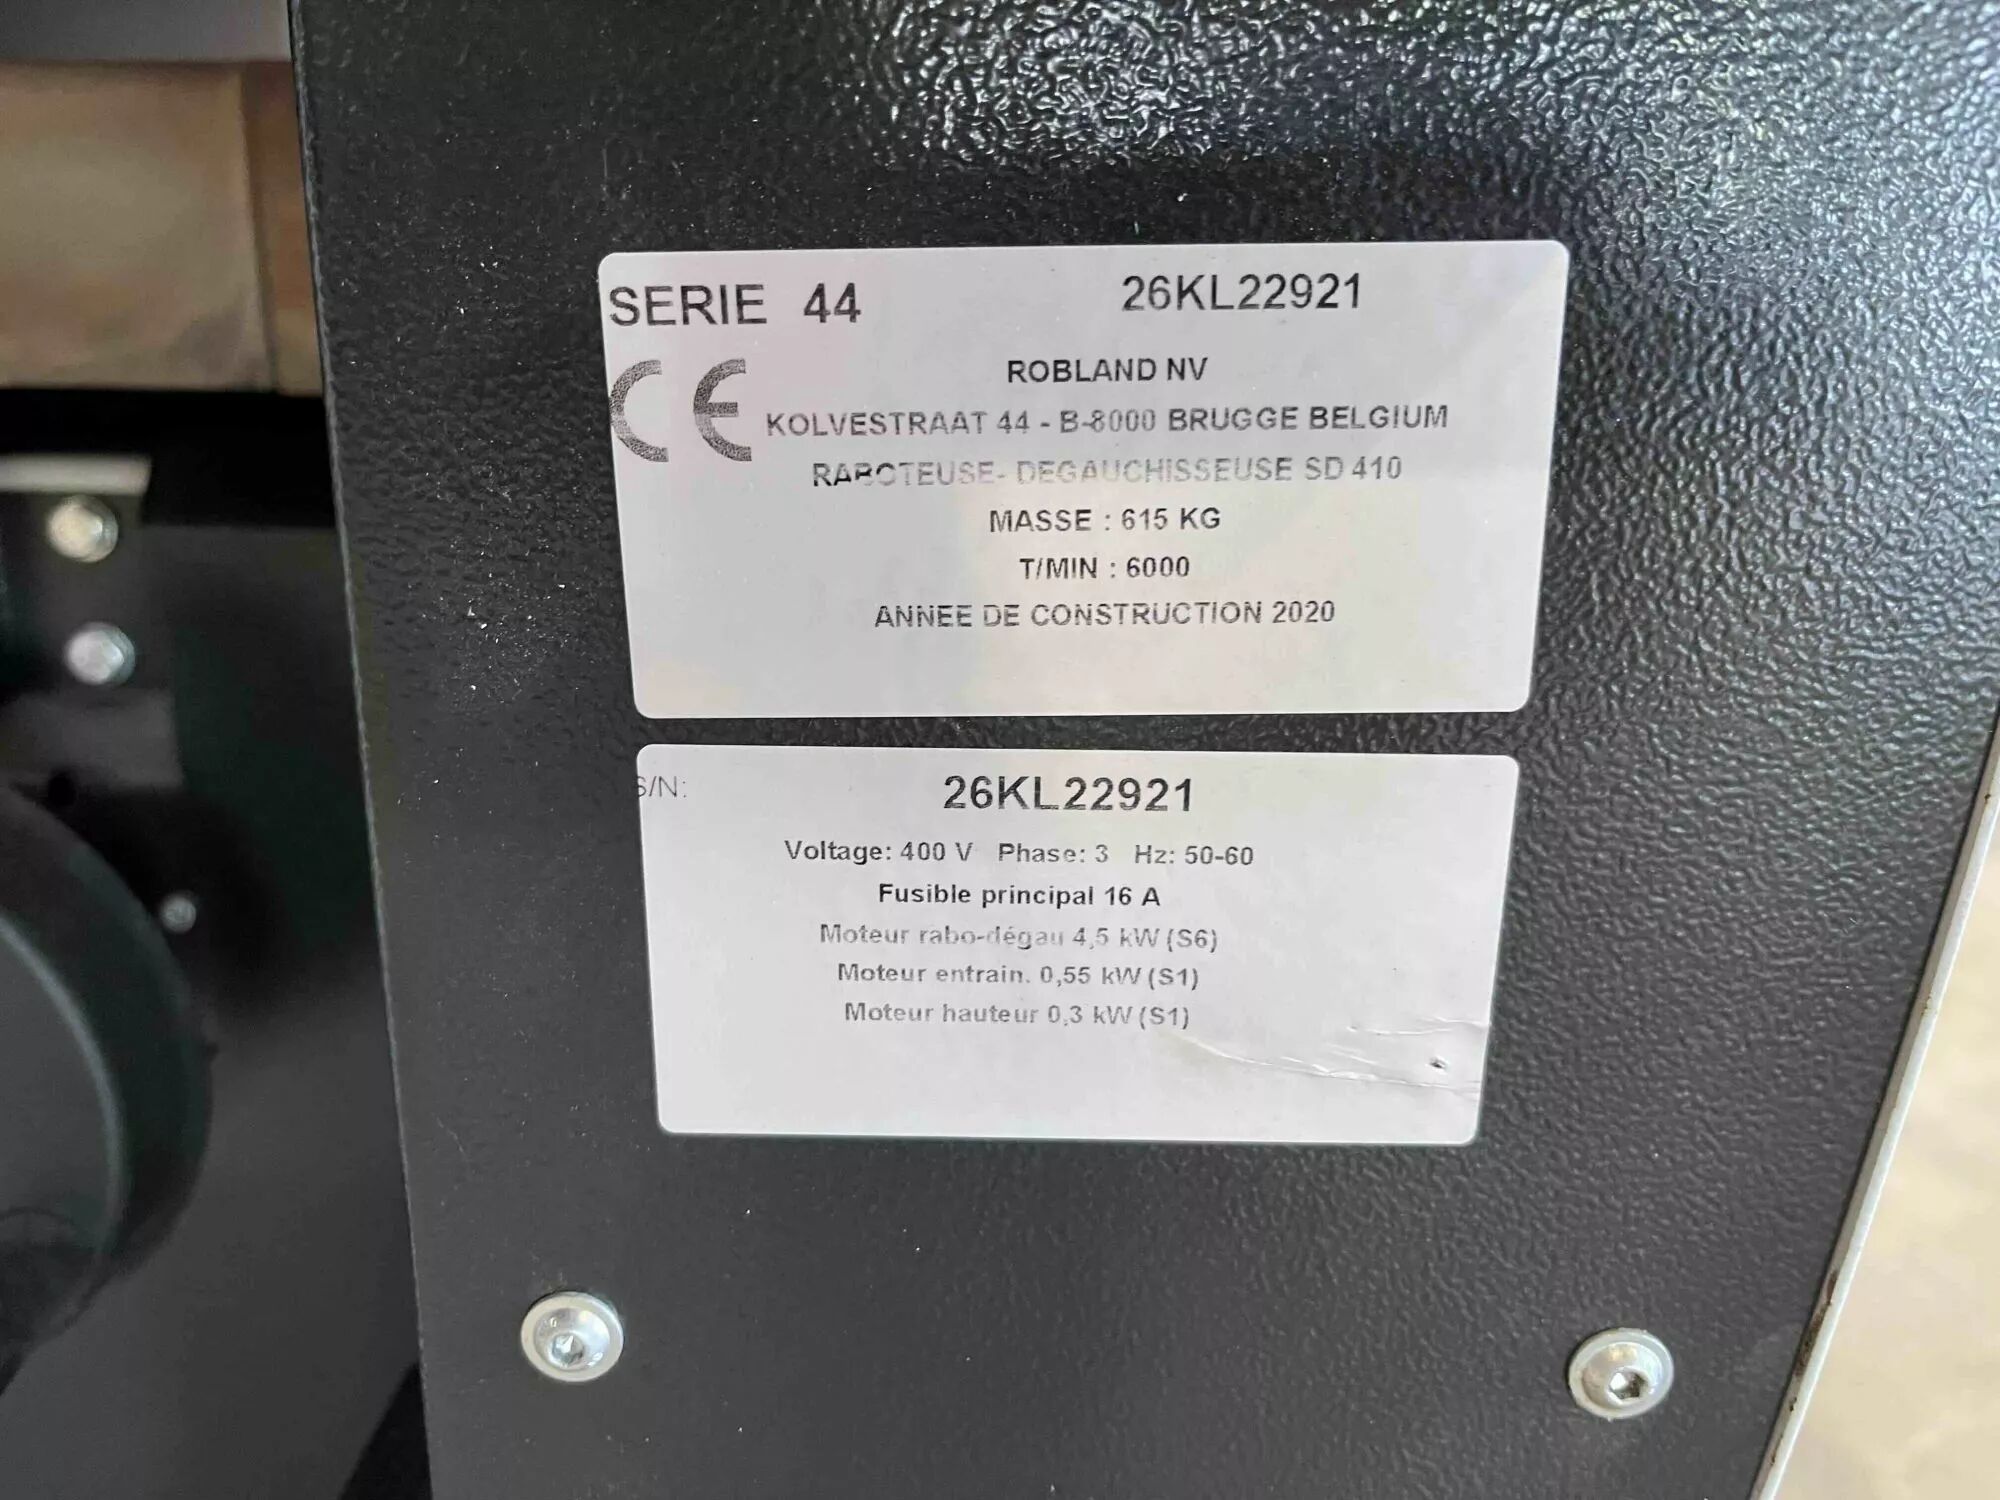 SERIE 44 26KL22921
CE
ROBLAND NV
KOLVESTRAAT 44 - B-8000 BRUGGE BELGIUM
RABOTEUSE- DEGAUCHISSEUSE SD 410
MASSE : 615 KG
T/MIN : 6000
ANNEE DE CONSTRUCTION 2020
S/N: 26KL22921
Voltage: 400 V Phase: 3 Hz: 50-60
Fusible principal 16 A
Moteur rabo-dégau 4,5 kW (S6)
Moteur entrain. 0,55 kW (S1)
Moteur hauteur 0,3 kW (S1)